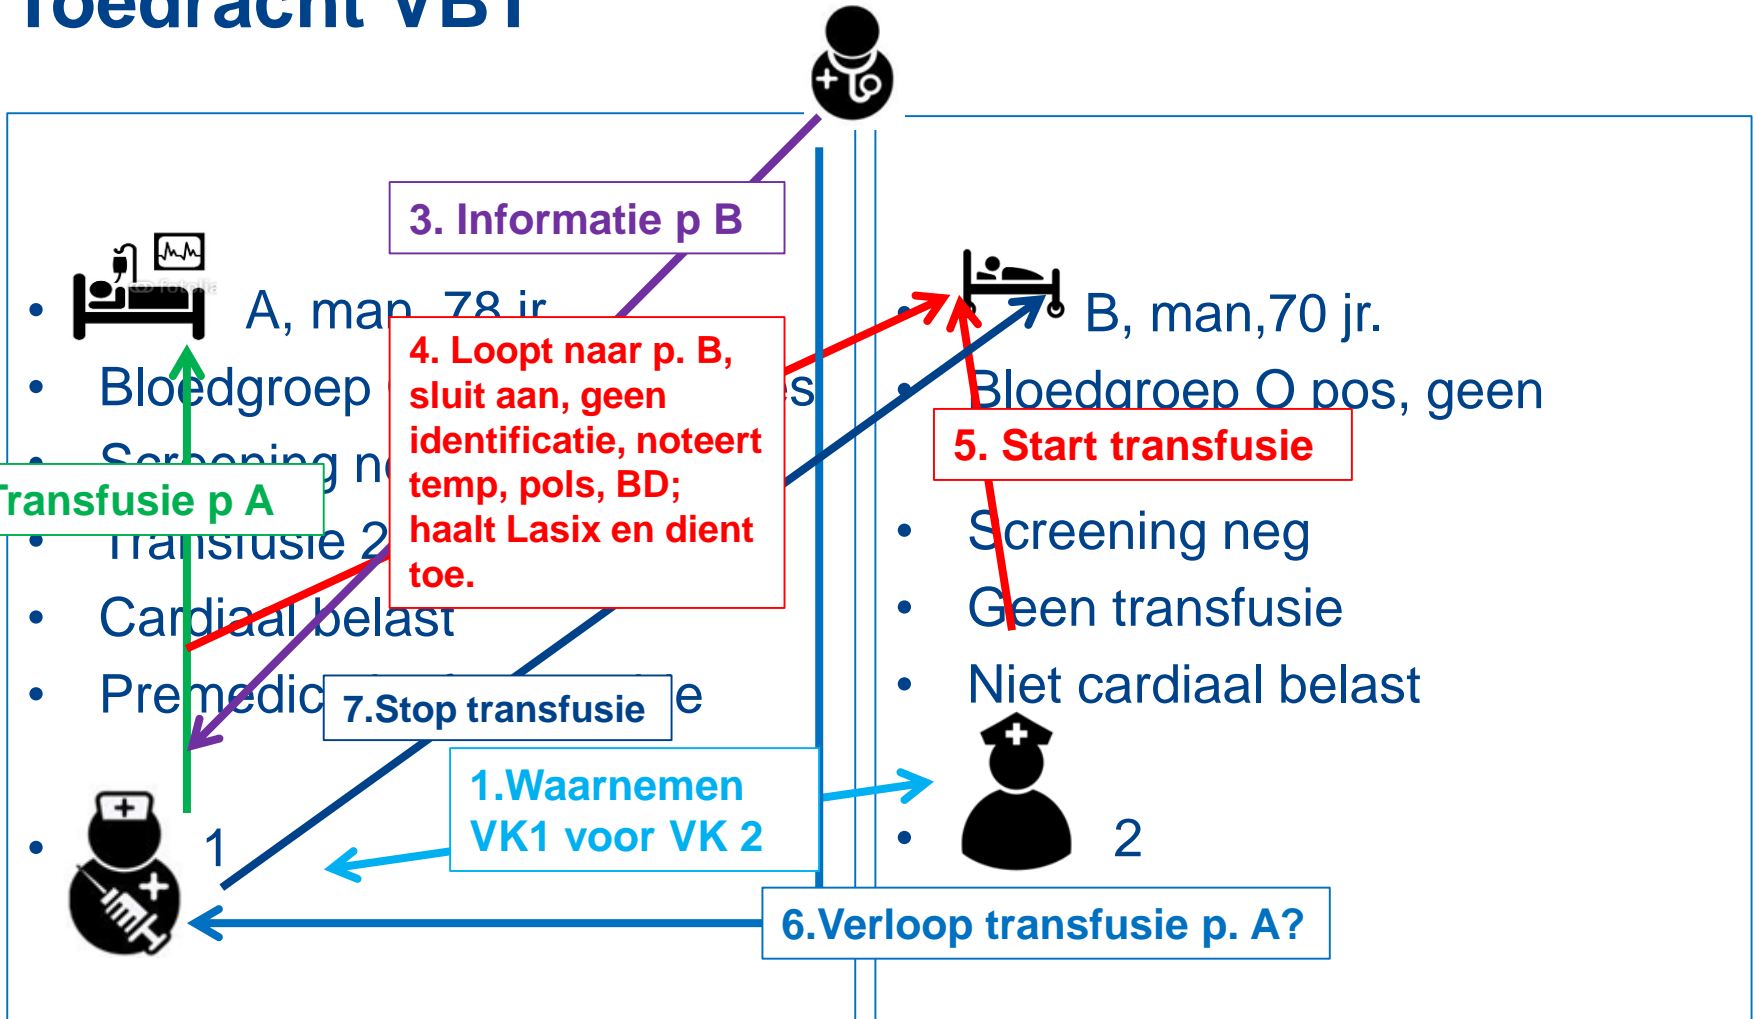 Toedracht VBT
3. Informatie p B
A, man, 78 jr
4. Loopt naar p. B,
sluit aan, geen
identificatie, noteert
temp, pols, BD;
haalt Lasix en dient
toe.
Bloedgroep
Screening
Transfusie p A
Transfusie 2
Cardiaal belast
7.Stop transfusie
1.Waarnemen
VK1 voor VK 2
1
B, man,70 jr.
Bloedgroep O pos, geen
5. Start transfusie
Screening neg
Geen transfusie
Niet cardiaal belast
2
6.Verloop transfusie p. A?